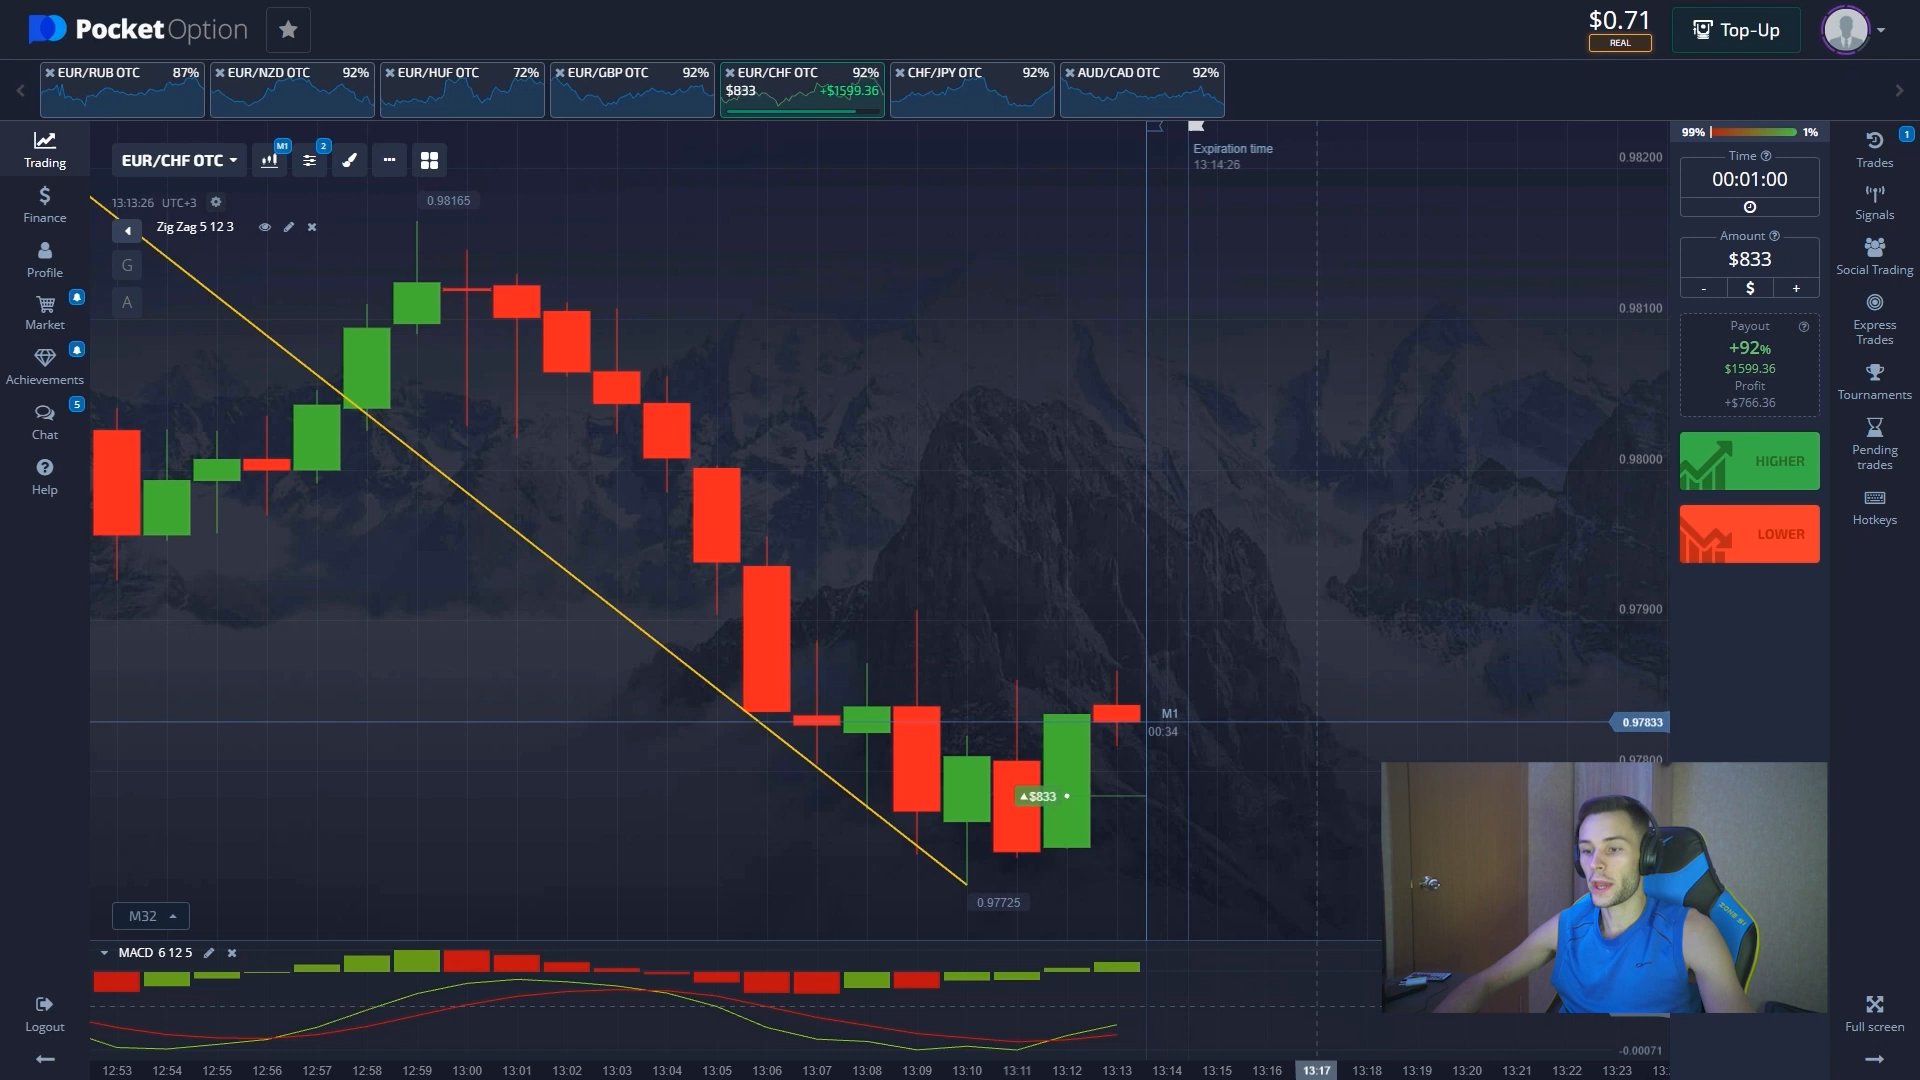 PocketOption
$0.71
REAL
Top-Up
EUR/RUB OTC 87%
EUR/NZD OTC 92%
EUR/HUF OTC 72%
EUR/GBP OTC 92%
EUR/CHF OTC 92%
$833 +$1599.36
CHF/JPY OTC 92%
AUD/CAD OTC 92%
Trading
Finance
Profile
Market
Achievements
5
Chat
Help
Logout
EUR/CHF OTC
M1
2
13:13:26 UTC+3
Zig Zag 5 12 3
G
A
0.98165
Expiration time
13:14:26
0.98200
0.98100
0.98000
0.97900
M1
00:34
0.97833
0.97800
$833
0.97725
M32
MACD 6 12 5
-0.00071
12:53 12:54 12:55 12:56 12:57 12:58 12:59 13:00 13:01 13:02 13:03 13:04 13:05 13:06 13:07 13:08 13:09 13:10 13:11 13:12 13:13 13:14 13:15 13:16 13:17 13:18 13:19 13:20 13:21 13:22 13:23
99% 1%
Time
00:01:00
Amount
$833
- $ +
Payout
+92%
$1599.36
Profit
+$766.36
HIGHER
LOWER
1
Trades
Signals
Social Trading
Express
Trades
Tournaments
Pending
trades
Hotkeys
Full screen